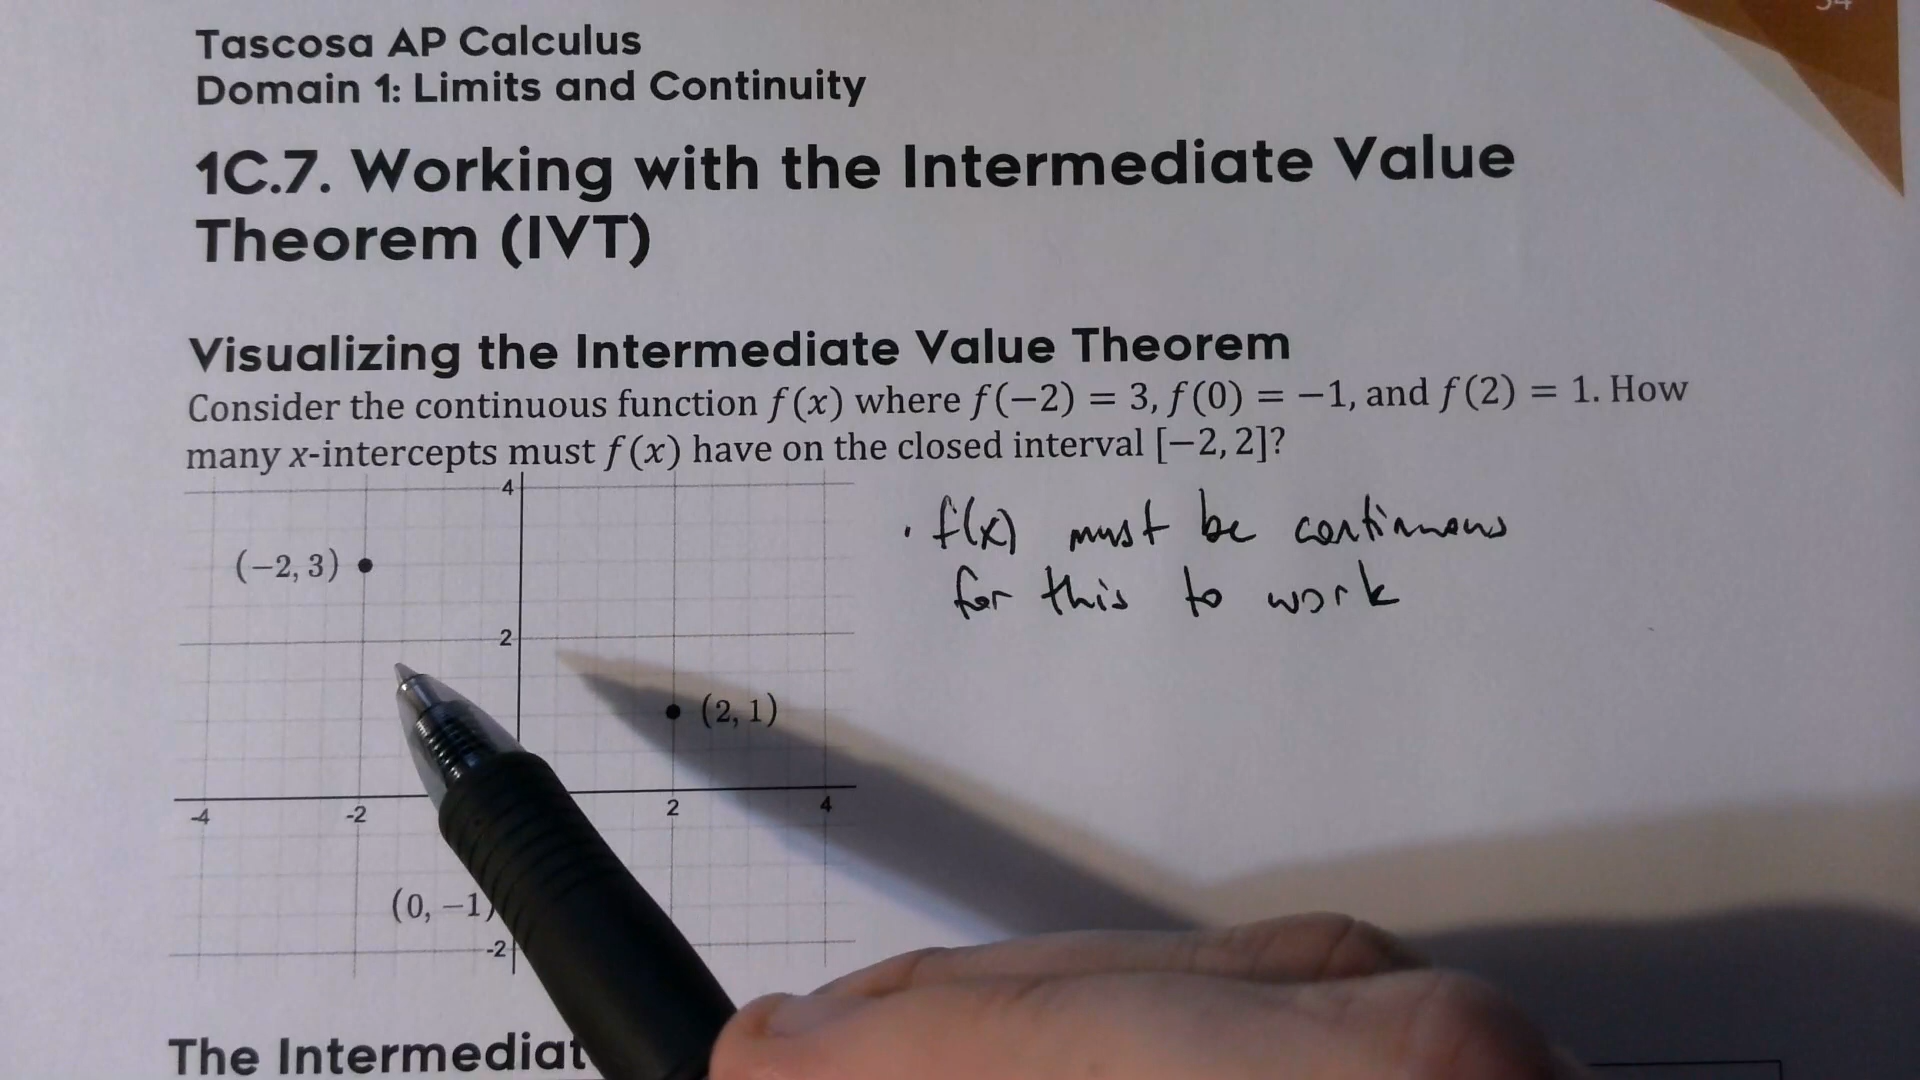 Tascosa AP Calculus
Domain 1: Limits and Continuity
1C.7. Working with the Intermediate Value
Theorem (IVT)
Visualizing the Intermediate Value Theorem
Consider the continuous function f(x) where f(−2) = 3, f(0) = −1, and f(2) = 1. How
many x-intercepts must f(x) have on the closed interval [−2, 2]?
4
• f(x) must be continuous
for this to work
(−2, 3)
2
(2, 1)
-4 -2 2 4
(0, −1)
-2
The Intermediat